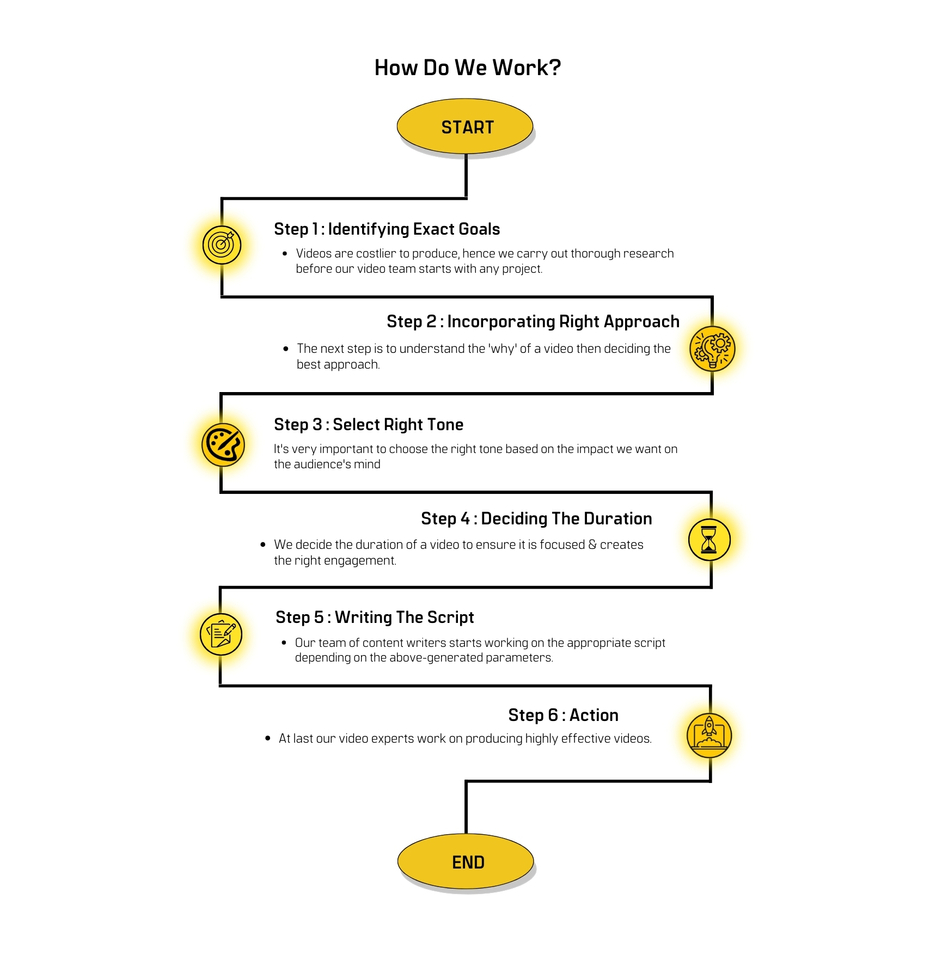 How Do We Work?
START
Step 1 : Identifying Exact Goals
• Videos are costlier to produce, hence we carry out thorough research
before our video team starts with any project.
Step 2 : Incorporating Right Approach
• The next step is to understand the 'why' of a video then deciding the
best approach.
Step 3 : Select Right Tone
It's very important to choose the right tone based on the impact we want on
the audience's mind
Step 4 : Deciding The Duration
• We decide the duration of a video to ensure it is focused & creates
the right engagement.
Step 5 : Writing The Script
• Our team of content writers starts working on the appropriate script
depending on the above-generated parameters.
Step 6 : Action
• At last our video experts work on producing highly effective videos.
END